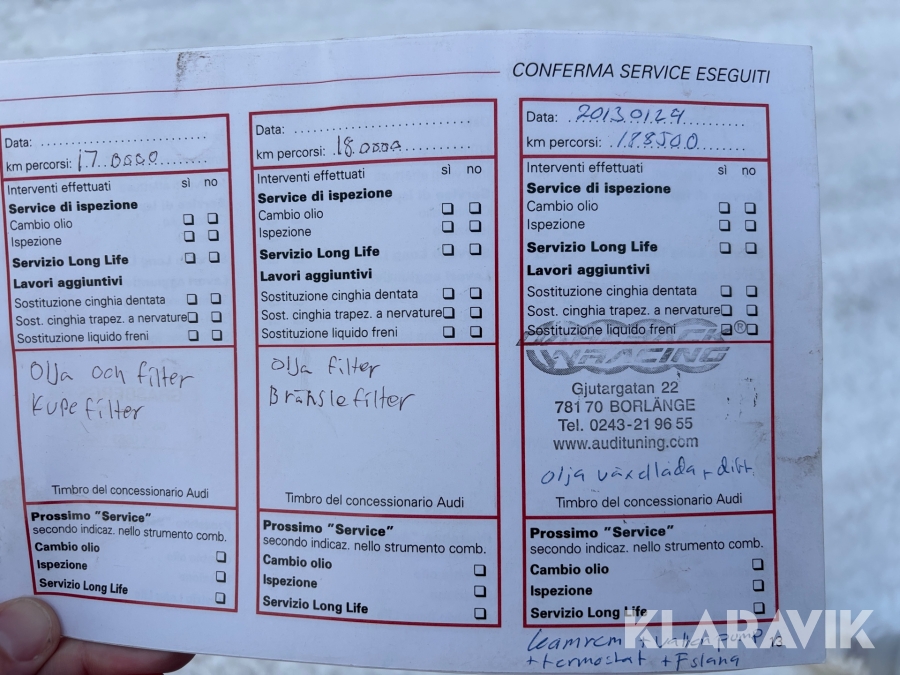 CONFERMA SERVICE ESEGUITI
Data:
km percorsi: 170000
Interventi effettuati sì no
Service di ispezione
Cambio olio
Ispezione
Servizio Long Life
Lavori aggiuntivi
Sostituzione cinghia dentata
Sost. cinghia trapez. a nervature
Sostituzione liquido freni
Olja och filter
Kupefilter
Timbro del concessionario Audi
Prossimo "Service"
secondo indicaz. nello strumento comb.
Cambio olio
Ispezione
Servizio Long Life
Data:
km percorsi: 180000
Interventi effettuati sì no
Service di ispezione
Cambio olio
Ispezione
Servizio Long Life
Lavori aggiuntivi
Sostituzione cinghia dentata
Sost. cinghia trapez. a nervature
Sostituzione liquido freni
Olja filter
Bränslefilter
Timbro del concessionario Audi
Prossimo "Service"
secondo indicaz. nello strumento comb.
Cambio olio
Ispezione
Servizio Long Life
Data: 20130129
km percorsi: 188500
Interventi effettuati sì no
Service di ispezione
Cambio olio
Ispezione
Servizio Long Life
Lavori aggiuntivi
Sostituzione cinghia dentata
Sost. cinghia trapez. a nervature
Sostituzione liquido freni
RACING
Gjutargatan 22
781 70 BORLÄNGE
Tel. 0243-21 96 55
www.audituning.com
olja växellåda + diff.
Timbro del concessionario Audi
Prossimo "Service"
secondo indicaz. nello strumento comb.
Cambio olio
Ispezione
Servizio Long Life
kamrem + vattenpump
+ termostat + Fslang
13
KLARAVIK